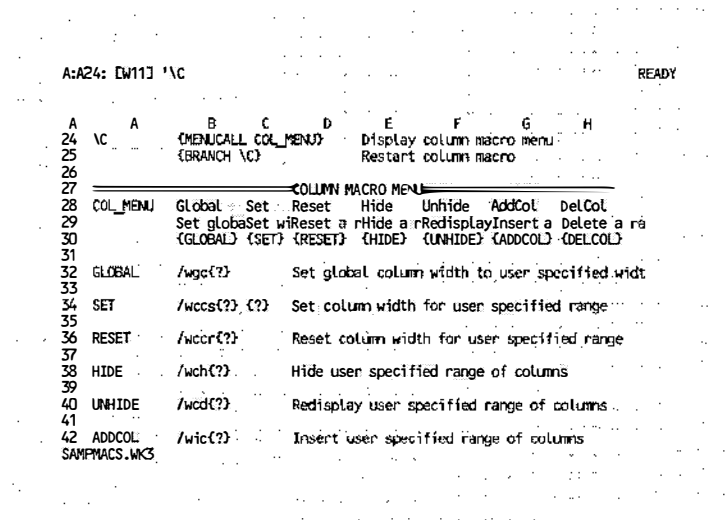 A:A24: [W11] '\C READY
A A B C D E F G H
24 \C {MENUCALL COL_MENU} Display column macro menu
25 {BRANCH \C} Restart column macro
26
27 COLUMN MACRO MENU
28 COL_MENU Global Set Reset Hide Unhide AddCol DelCol
29 Set globaSet wiReset a rHide a rRedisplayInsert a Delete a ra
30 {GLOBAL} {SET} {RESET} {HIDE} {UNHIDE} {ADDCOL} {DELCOL}
31
32 GLOBAL /wgc{?} Set global column width to user specified widt
33
34 SET /wccs{?} {?} Set column width for user specified range
35
36 RESET /wccr{?} Reset column width for user specified range
37
38 HIDE /wch{?} Hide user specified range of columns
39
40 UNHIDE /wcd{?} Redisplay user specified range of columns
41
42 ADDCOL /wic{?} Insert user specified range of columns
SAMPMACS.WK3